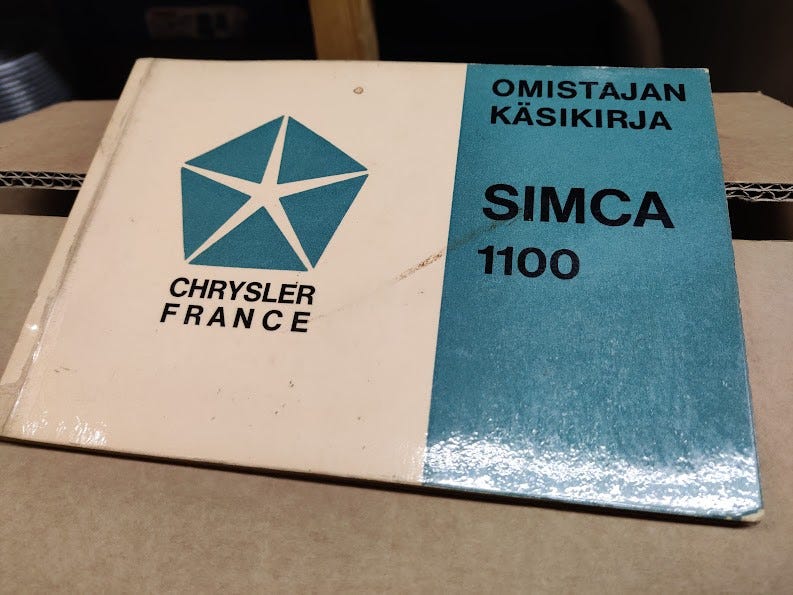 CHRYSLER
FRANCE
OMISTAJAN
KÄSIKIRJA
SIMCA
1100